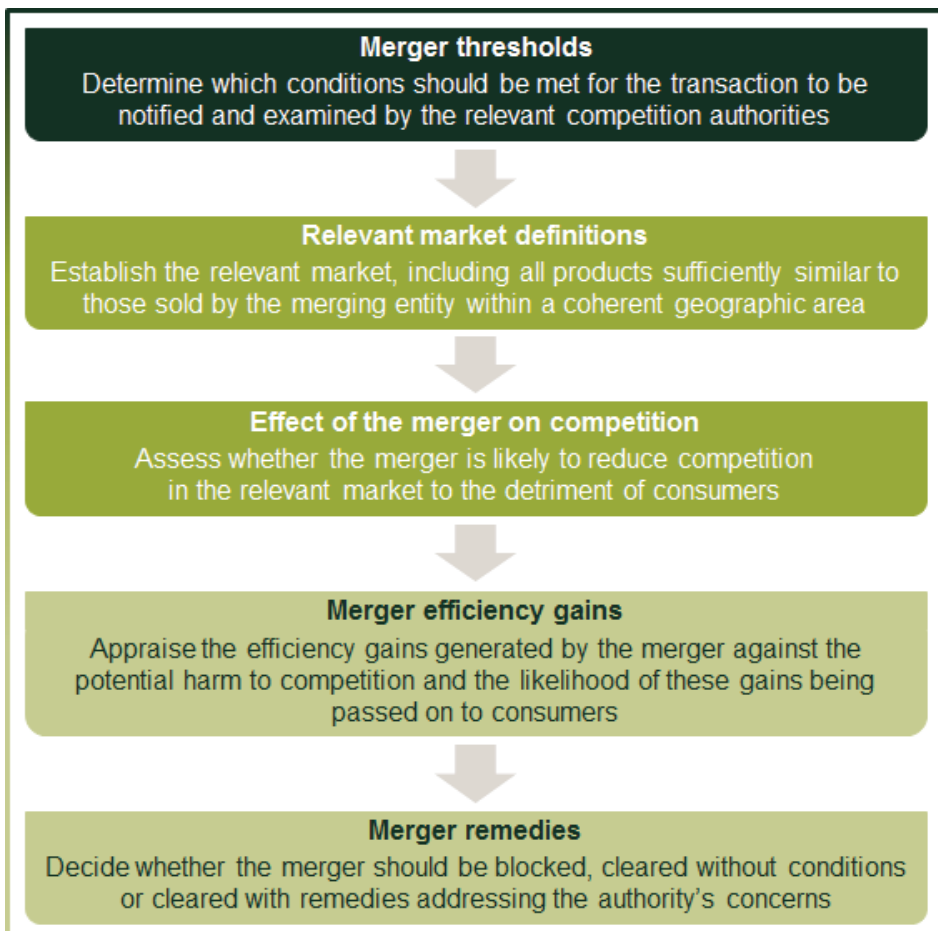 Merger thresholds
Determine which conditions should be met for the transaction to be
notified and examined by the relevant competition authorities
Relevant market definitions
Establish the relevant market, including all products sufficiently similar to
those sold by the merging entity within a coherent geographic area
Effect of the merger on competition
Assess whether the merger is likely to reduce competition
in the relevant market to the detriment of consumers
Merger efficiency gains
Appraise the efficiency gains generated by the merger against the
potential harm to competition and the likelihood of these gains being
passed on to consumers
Merger remedies
Decide whether the merger should be blocked, cleared without conditions
or cleared with remedies addressing the authority's concerns